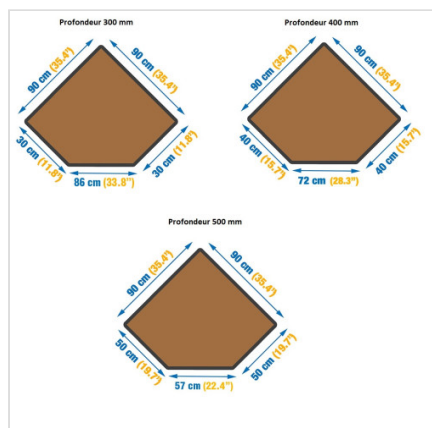 Profondeur 300 mm
90 cm (35.4")
90 cm (35.4")
30 cm (11.8")
30 cm (11.8")
86 cm (33.8")
Profondeur 400 mm
90 cm (35.4")
90 cm (35.4")
40 cm (15.7")
40 cm (15.7")
72 cm (28.3")
Profondeur 500 mm
90 cm (35.4")
90 cm (35.4")
50 cm (19.7")
50 cm (19.7")
57 cm (22.4")